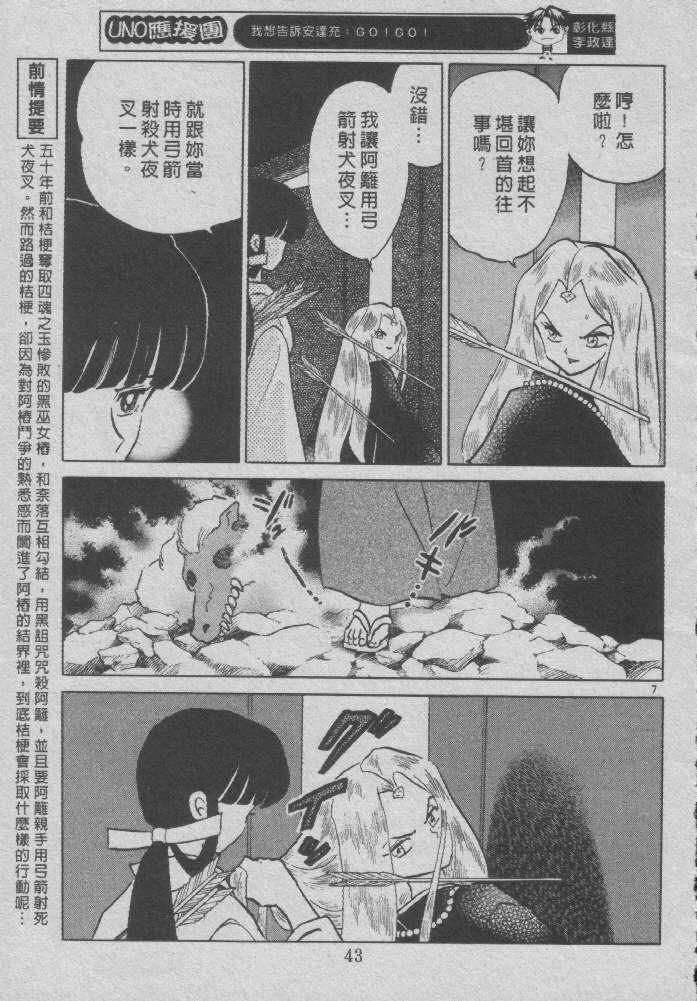 UNO應援團
我想告訴安達充：GO！GO！
彰化縣
李政達
哼！怎
麼啦？
讓妳想起不
堪回首的往
事嗎？
沒錯…
我讓阿籬用弓
箭射犬夜叉…
就跟妳當
時用弓箭
射殺犬夜
叉一樣。
前情提要
五十年前和桔梗奪取四魂之玉慘敗的黑巫女椿，和奈落互相勾結，用黑詛咒咒殺阿籬，並且要阿籬親手用弓箭射死
犬夜叉。然而路過的桔梗，卻因為對阿椿鬥爭的熟悉感而闖進了阿椿的結界裡，到底桔梗會採取什麼樣的行動呢…
ギ
グ
グイ
7
43